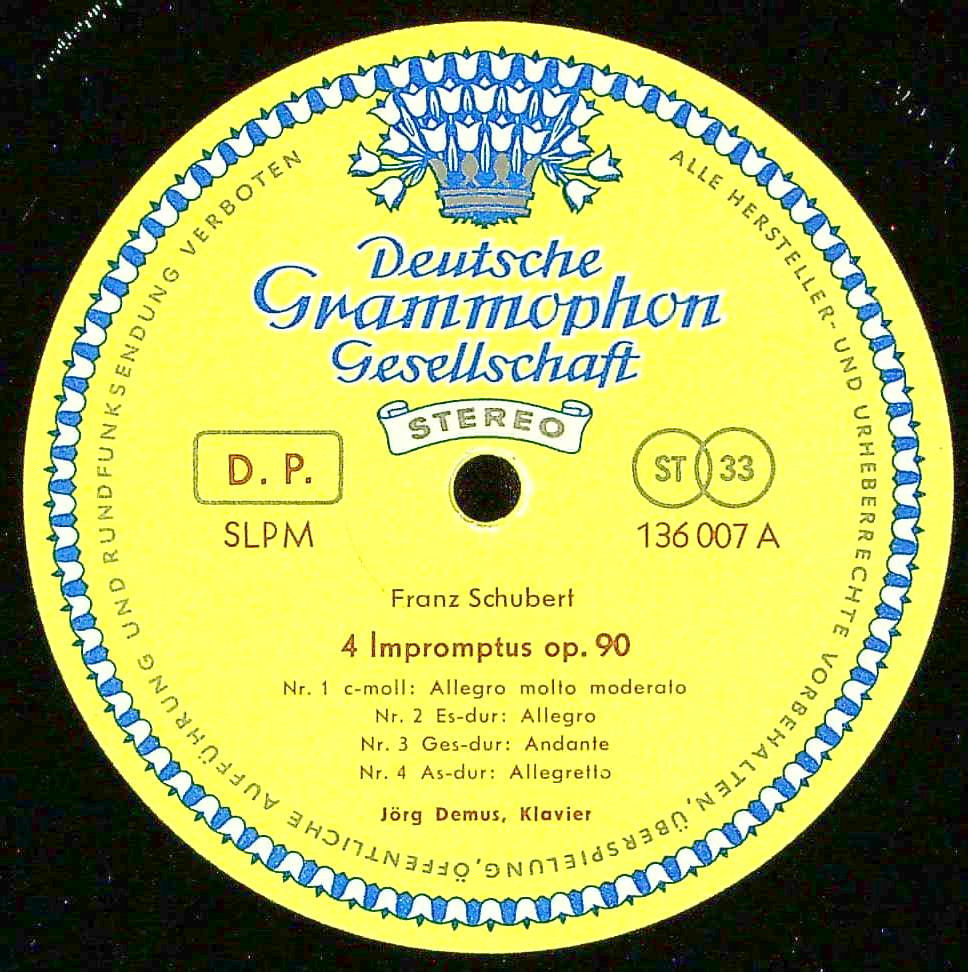 Deutsche
Grammophon
Gesellschaft
STEREO
D. P.
SLPM
ST 33
136 007 A
Franz Schubert
4 Impromptus op. 90
Nr. 1 c-moll: Allegro molto moderato
Nr. 2 Es-dur: Allegro
Nr. 3 Ges-dur: Andante
Nr. 4 As-dur: Allegretto
Jörg Demus, Klavier
ALLE HERSTELLER- UND URHEBERRECHTE VORBEHALTEN, ÜBERSPIELUNG, ÖFFENTLICHE AUFFÜHRUNG UND RUNDFUNKSENDUNG VERBOTEN